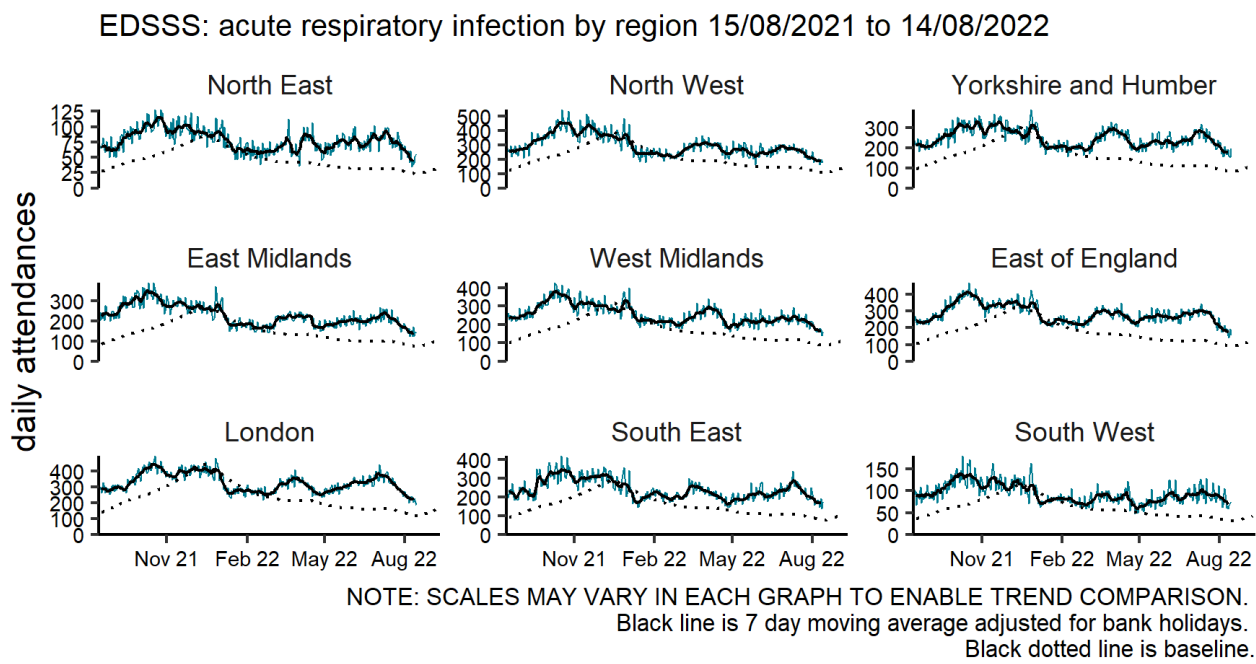 EDSSS: acute respiratory infection by region 15/08/2021 to 14/08/2022
daily attendances
North East
125
100
75
50
25
0
North West
500
400
300
200
100
0
Yorkshire and Humber
300
200
100
0
East Midlands
300
200
100
0
West Midlands
400
300
200
100
0
East of England
400
300
200
100
0
London
400
300
200
100
0
Nov 21 Feb 22 May 22 Aug 22
South East
400
300
200
100
0
Nov 21 Feb 22 May 22 Aug 22
South West
150
100
50
0
Nov 21 Feb 22 May 22 Aug 22
NOTE: SCALES MAY VARY IN EACH GRAPH TO ENABLE TREND COMPARISON.
Black line is 7 day moving average adjusted for bank holidays.
Black dotted line is baseline.